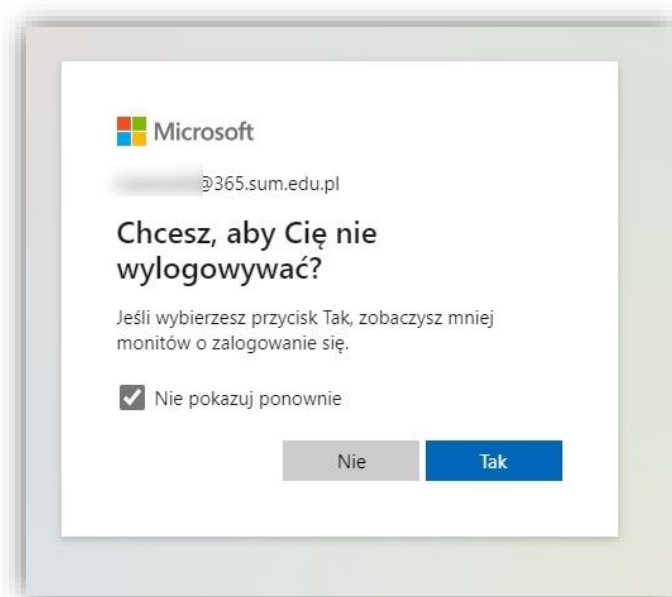 Microsoft
@365.sum.edu.pl
Chcesz, aby Cię nie
wylogowywać?
Jeśli wybierzesz przycisk Tak, zobaczysz mniej
monitów o zalogowanie się.
Nie pokazuj ponownie
Nie Tak